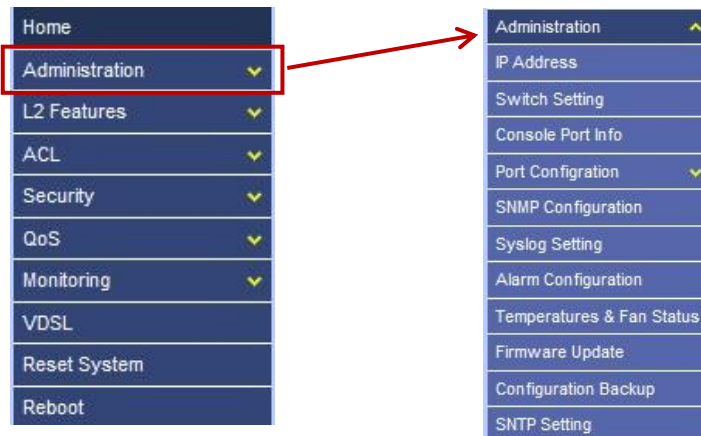 Home
Administration
L2 Features
ACL
Security
QoS
Monitoring
VDSL
Reset System
Reboot
Administration
IP Address
Switch Setting
Console Port Info
Port Configration
SNMP Configuration
Syslog Setting
Alarm Configuration
Temperatures & Fan Status
Firmware Update
Configuration Backup
SNTP Setting